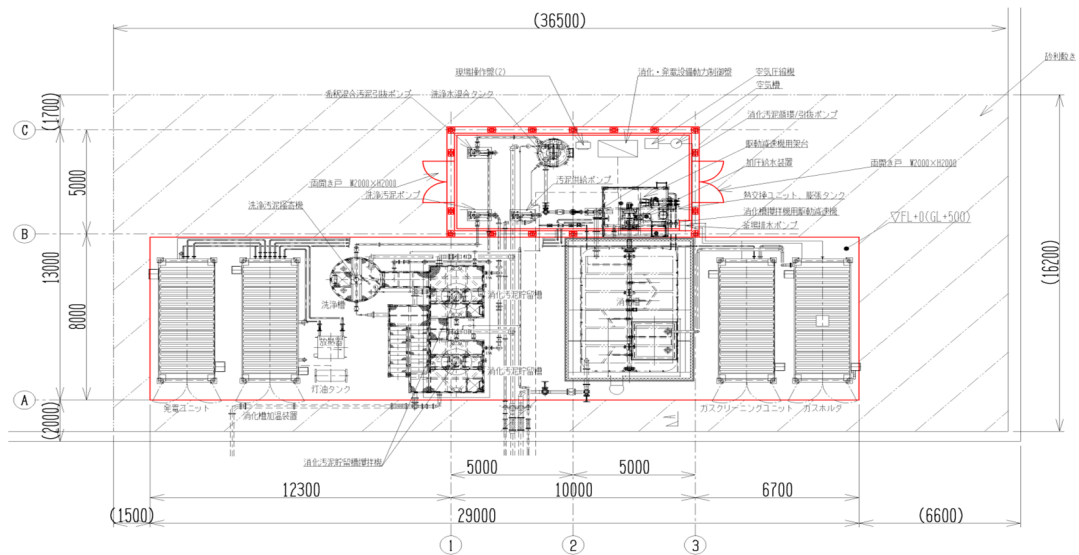 (36500)
砂利敷き
現場操作盤(2)
消化・発電設備動力制御盤
空気圧縮機
空気槽
希釈混合汚泥引抜ポンプ
洗浄水混合タンク
消化汚泥循環/引抜ポンプ
(1700)
C
駆動減速機用架台
加圧給水装置
両開き戸 W2000×H2000
両開き戸 W2000×H2000
5000
汚泥供給ポンプ
洗浄汚泥ポンプ
熱交換ユニット、膨張タンク
洗浄汚泥濃縮機
消化槽撹拌機用駆動減速機
釜場排水ポンプ
▽FL+0(GL+500)
B
13000
(16200)
8000
洗浄槽
消化汚泥貯留槽
消化槽
放熱器
消化汚泥貯留槽
灯油タンク
A
発電ユニット
消化槽加温装置
ガスクリーニングユニット
ガスホルダ
(2000)
消化汚泥貯留槽撹拌機
5000
5000
12300
10000
6700
(1500)
29000
(6600)
1
2
3